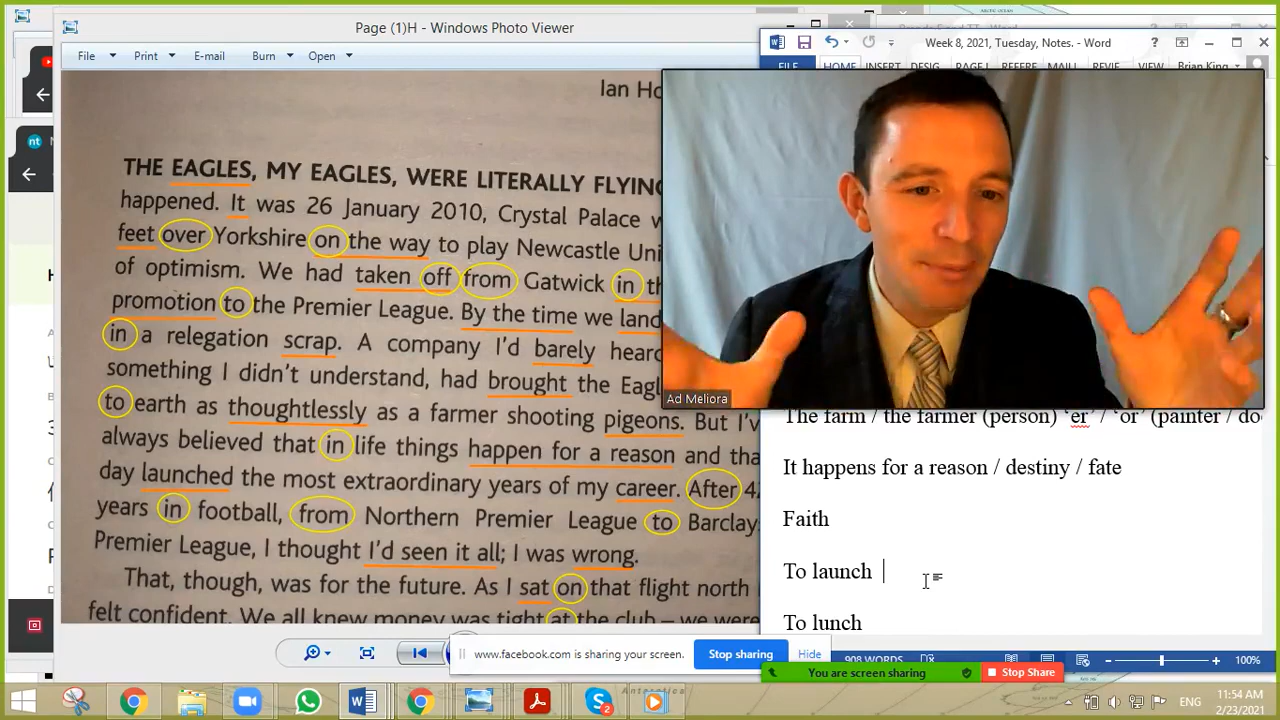 Page (1)H - Windows Photo Viewer
File Print E-mail Burn Open
Week 8, 2021, Tuesday, Notes. - Word
FILE HOME INSERT DESIG PAGE L REFERE MAILI REVIE VIEW Brian King
Ian Ho
THE EAGLES, MY EAGLES, WERE LITERALLY FLYING
happened. It was 26 January 2010, Crystal Palace w
feet over Yorkshire on the way to play Newcastle Uni
of optimism. We had taken off from Gatwick in th
promotion to the Premier League. By the time we land
in a relegation scrap. A company I'd barely heard
something I didn't understand, had brought the Eagl
to earth as thoughtlessly as a farmer shooting pigeons. But I'v
always believed that in life things happen for a reason and tha
day launched the most extraordinary years of my career. After 42
years in football, from Northern Premier League to Barclay
Premier League, I thought I'd seen it all; I was wrong.
That, though, was for the future. As I sat on that flight north
felt confident. We all knew money was tight at the club – we were
Ad Meliora
The farm / the farmer (person) 'er' / 'or' (painter / do
It happens for a reason / destiny / fate
Faith
To launch
To lunch
www.facebook.com is sharing your screen. Stop sharing Hide
908 WORDS 100%
You are screen sharing Stop Share
ENG
11:54 AM
2/23/2021